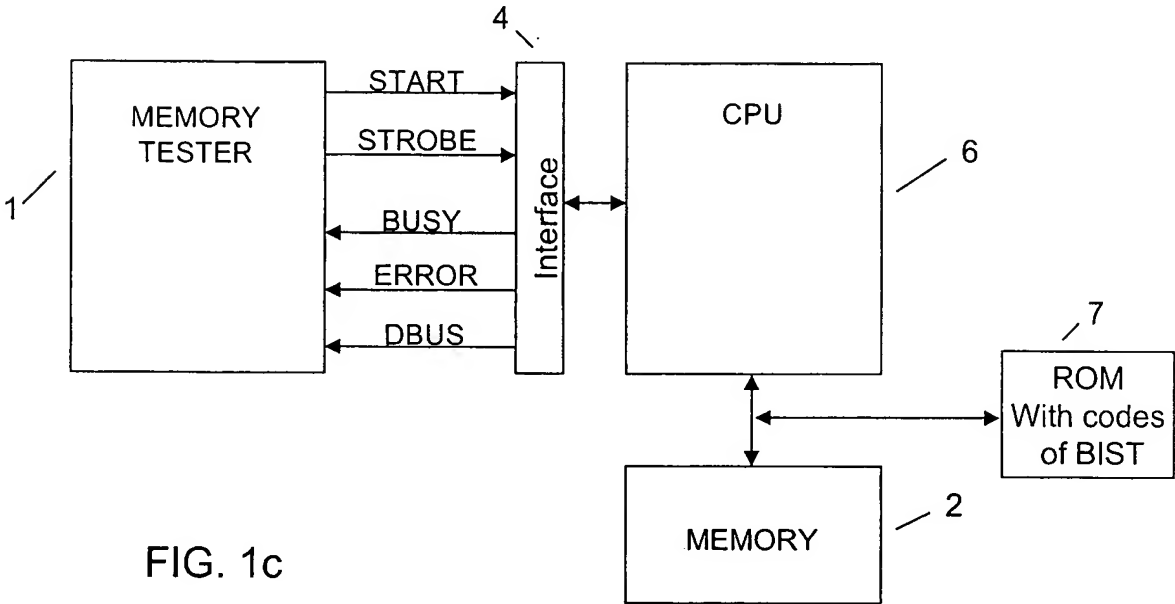 4
START
MEMORY
TESTER
STROBE
1
BUSY
ERROR
DBUS
Interface
CPU
6
7
ROM
With codes
of BIST
MEMORY
2
FIG. 1c